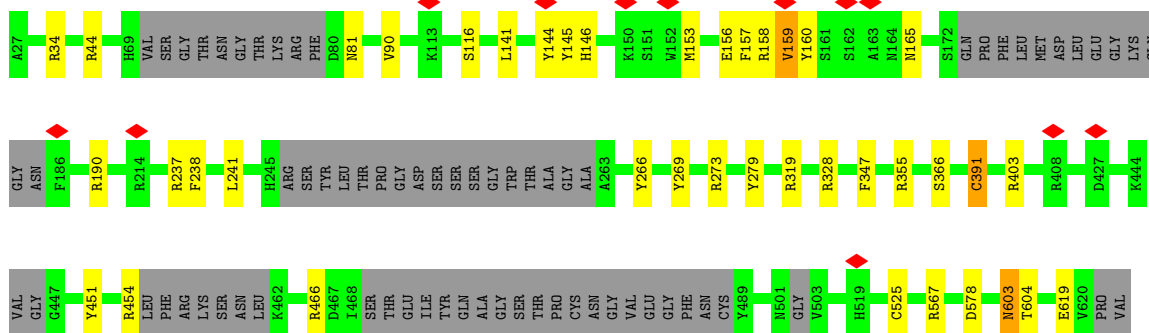 A27 R34 R44 H69 VAL SER GLY THR ASN GLY THR LYS ARG PHE D80 N81 V90 K113 S116 L141 Y144 Y145 H146 K150 S151 W152 M153 E156 F157 R158 V159 Y160 S161 S162 A163 N164 N165 S172 GLN PRO PHE LEU MET ASP LEU GLU GLY LYS
GLY ASN F186 R190 R214 R237 F238 L241 H245 ARG SER TYR LEU THR PRO GLY ASP SER SER SER GLY TRP THR ALA GLY ALA A263 Y266 Y269 R273 Y279 R319 R328 F347 R355 S366 C391 R403 R408 D427 K444
VAL GLY G447 Y451 R454 LEU PHE ARG LYS SER ASN LEU K462 R466 D467 I468 SER THR GLU ILE TYR GLN ALA GLY SER THR PRO CYS ASN GLY VAL GLU GLY PHE ASN CYS Y489 N501 GLY V503 H519 C525 R567 D578 N603 T604 E619 V620 PRO VAL